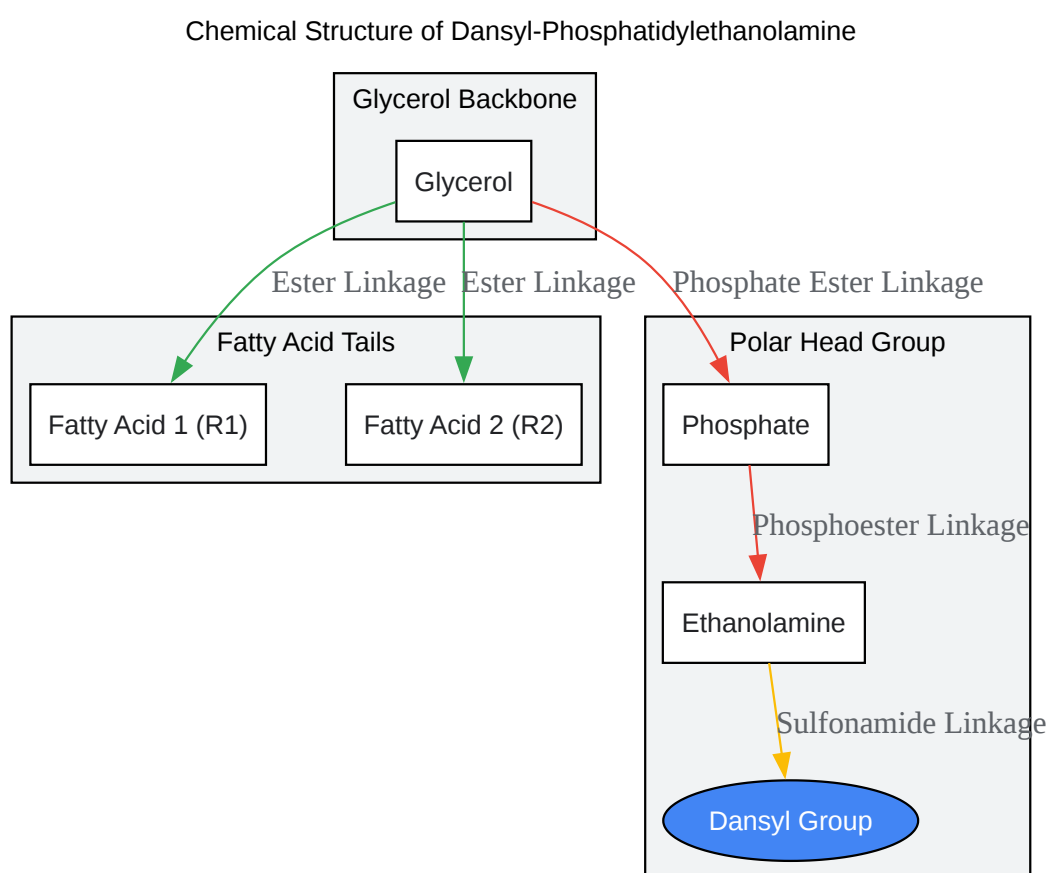 Chemical Structure of Dansyl-Phosphatidylethanolamine
Glycerol Backbone
Glycerol
Ester Linkage
Ester Linkage
Phosphate Ester Linkage
Fatty Acid Tails
Polar Head Group
Fatty Acid 1 (R1)
Fatty Acid 2 (R2)
Phosphate
Phosphoester Linkage
Ethanolamine
Sulfonamide Linkage
Dansyl Group